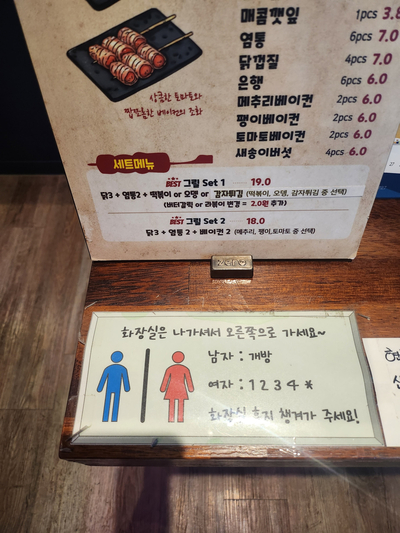 매콤깻잎 1pcs 3.8
염통 6pcs 7.0
닭껍질 4pcs 7.0
은행 6pcs 6.0
메추리베이컨 2pcs 6.0
팽이베이컨 2pcs 6.0
토마토베이컨 2pcs 6.0
새송이버섯 4pcs 6.0
상큼한 토마토와
짭짤름한 베이컨의 조화
세트메뉴
BEST 그릴 Set 1 19.0
닭3 + 염통2 + 떡볶이 or 오뎅 or 감자튀김 (떡볶이, 오뎅, 감자튀김 중 선택)
(버터갈릭 or 라볶이 변경 = 2.0원 추가)
BEST 그릴 Set 2 18.0
닭3 + 염통 2 + 베이컨 2 (메추리, 팽이,토마토 중 선택)
화장실은 나가셔서 오른쪽으로 가세요~
남자 : 개방
여자 : 1 2 3 4 *
화장실 휴지 챙겨가 주세요!